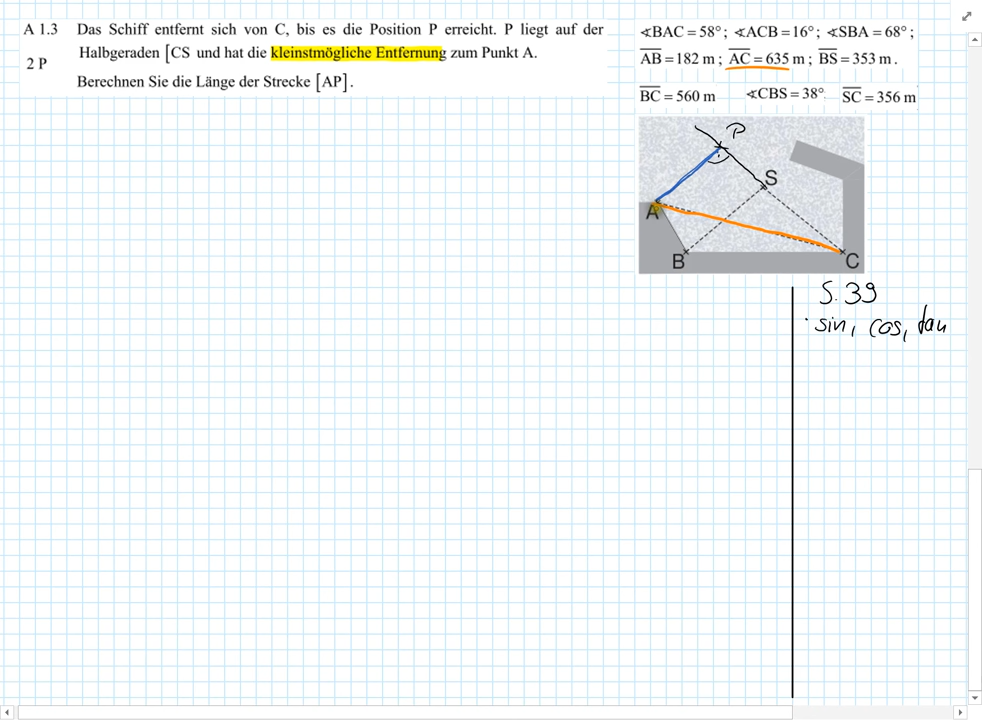 A 1.3 Das Schiff entfernt sich von C, bis es die Position P erreicht. P liegt auf der
2 P Halbgeraden [CS und hat die kleinstmögliche Entfernung zum Punkt A.
Berechnen Sie die Länge der Strecke [AP].
∢BAC = 58°; ∢ACB = 16°; ∢SBA = 68°;
AB = 182 m; AC = 635 m; BS = 353 m.
BC = 560 m ∢CBS = 38° SC = 356 m
P
S
A
B
C
S. 39
· sin, cos, tan